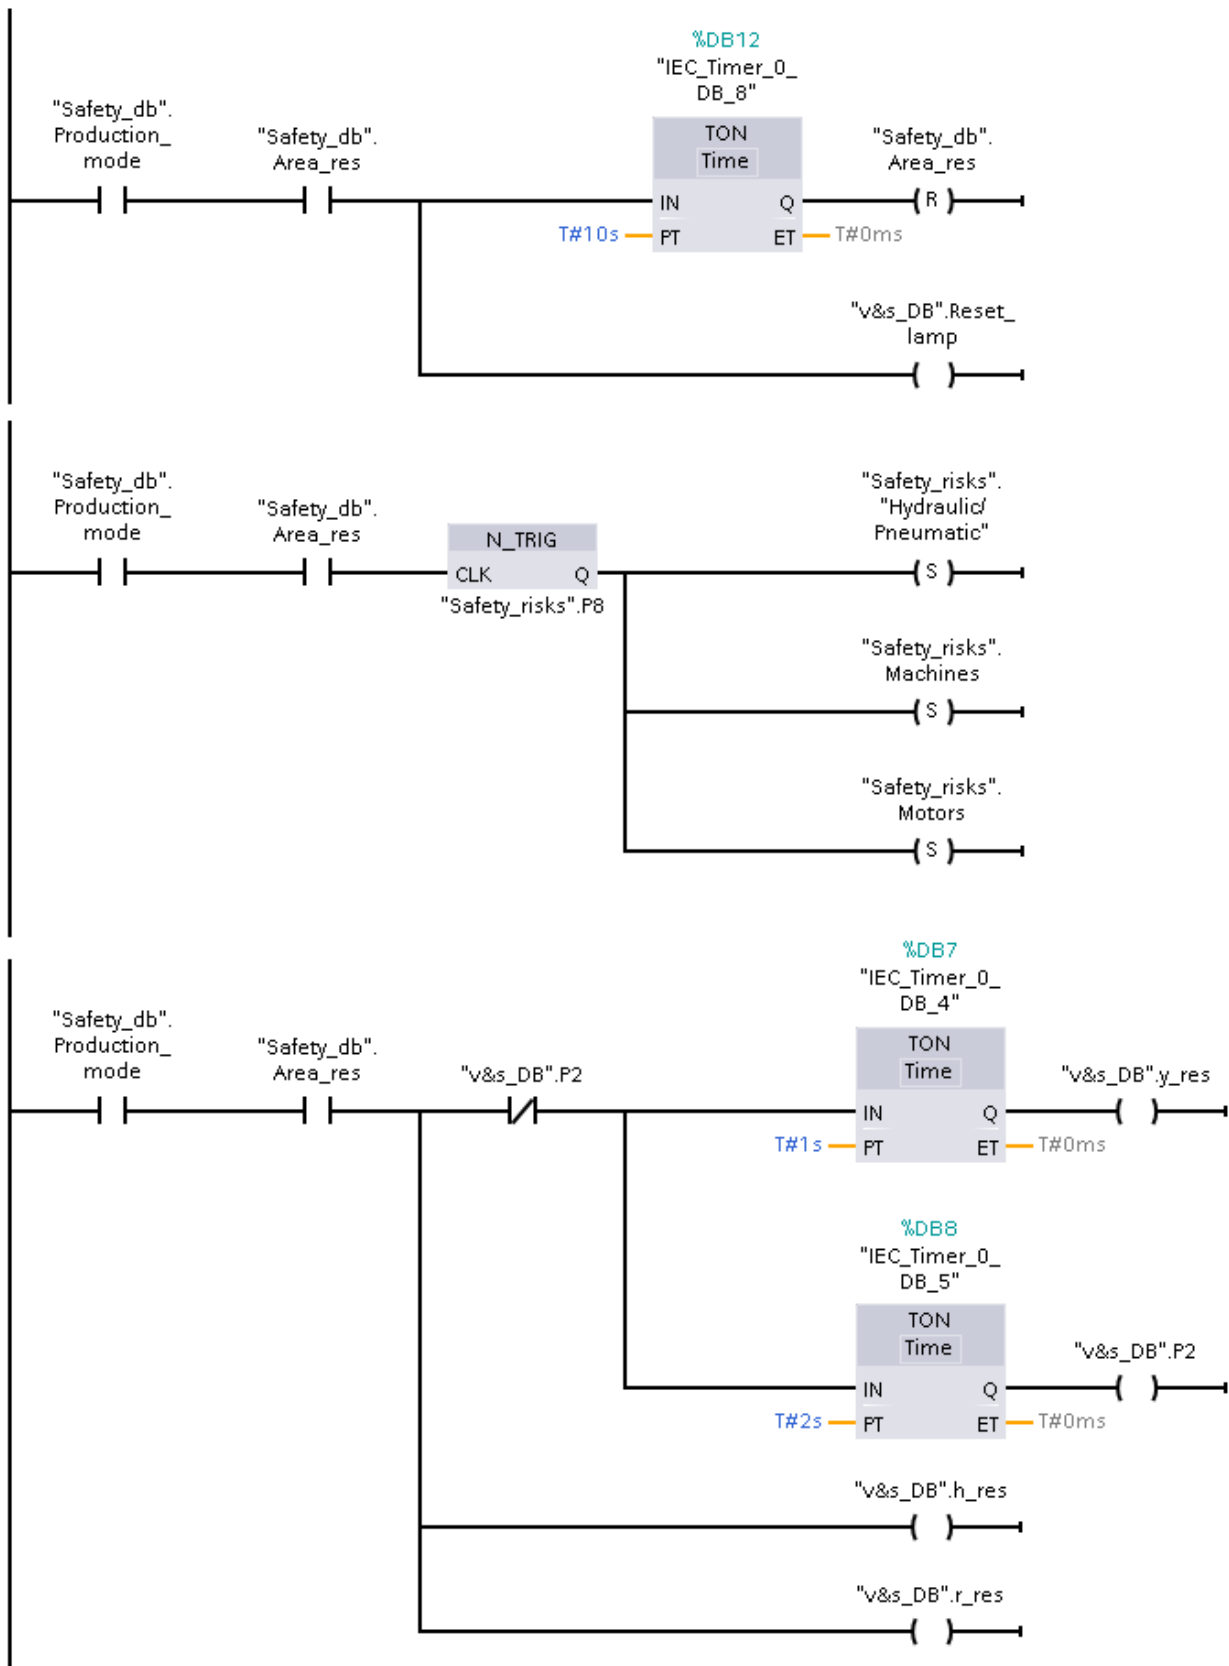 %DB12
"IEC_Timer_0_
DB_8"
"Safety_db".
Production_
mode
"Safety_db".
Area_res
TON
Time
"Safety_db".
Area_res
IN
Q
R
T#10s
PT
ET
T#0ms
"v&s_DB".Reset_
lamp
"Safety_db".
Production_
mode
"Safety_db".
Area_res
N_TRIG
CLK
Q
"Safety_risks".P8
"Safety_risks".
"Hydraulic/
Pneumatic"
S
"Safety_risks".
Machines
S
"Safety_risks".
Motors
S
%DB7
"IEC_Timer_0_
DB_4"
"Safety_db".
Production_
mode
"Safety_db".
Area_res
"v&s_DB".P2
TON
Time
"v&s_DB".y_res
IN
Q
T#1s
PT
ET
T#0ms
%DB8
"IEC_Timer_0_
DB_5"
TON
Time
"v&s_DB".P2
IN
Q
T#2s
PT
ET
T#0ms
"v&s_DB".h_res
"v&s_DB".r_res